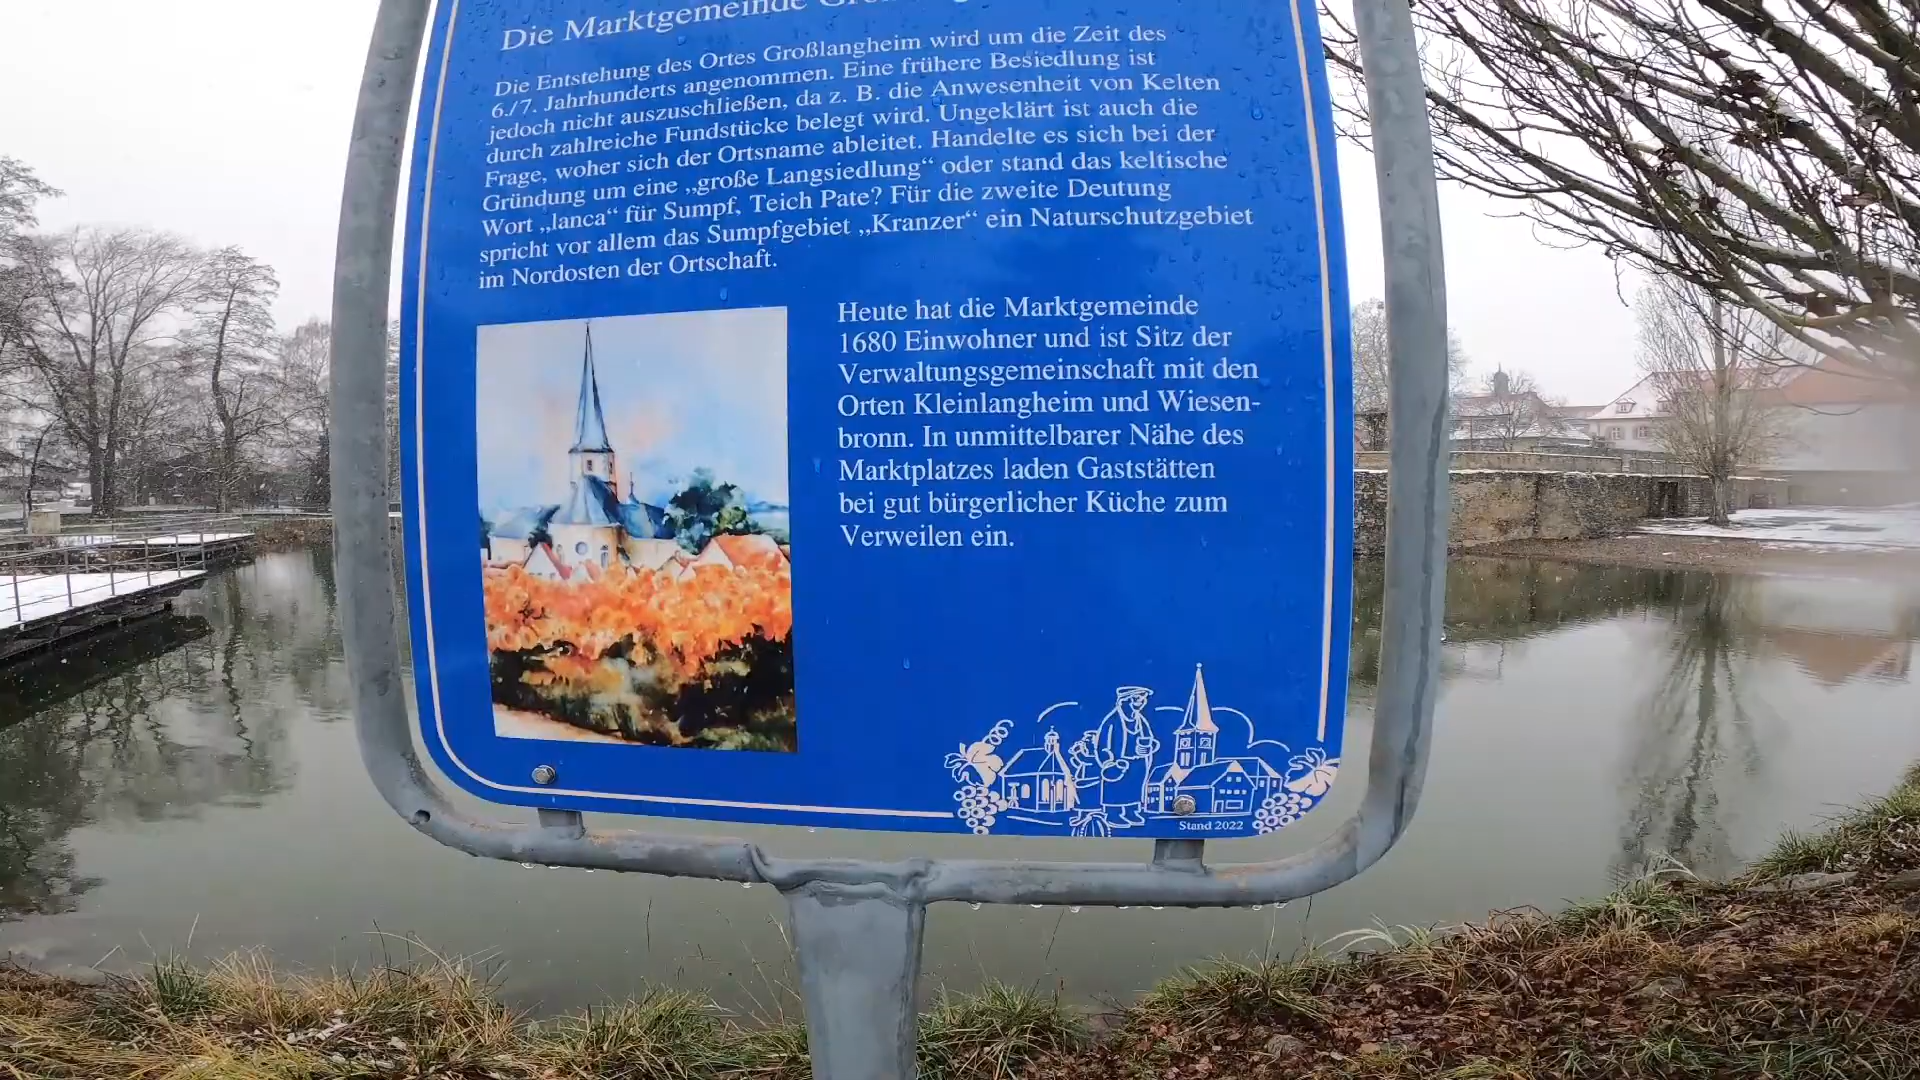 Die Marktgemeinde
Die Entstehung des Ortes Großlangheim wird um die Zeit des
6./7. Jahrhunderts angenommen. Eine frühere Besiedlung ist
jedoch nicht auszuschließen, da z. B. die Anwesenheit von Kelten
durch zahlreiche Fundstücke belegt wird. Ungeklärt ist auch die
Frage, woher sich der Ortsname ableitet. Handelte es sich bei der
Gründung um eine „große Langsiedlung“ oder stand das keltische
Wort „lanca“ für Sumpf, Teich Pate? Für die zweite Deutung
spricht vor allem das Sumpfgebiet „Kranzer“ ein Naturschutzgebiet
im Nordosten der Ortschaft.
Heute hat die Marktgemeinde
1680 Einwohner und ist Sitz der
Verwaltungsgemeinschaft mit den
Orten Kleinlangheim und Wiesen-
bronn. In unmittelbarer Nähe des
Marktplatzes laden Gaststätten
bei gut bürgerlicher Küche zum
Verweilen ein.
Stand 2022